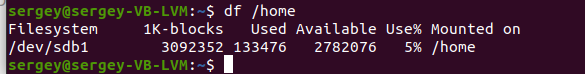 sergey@sergey-VB-LVM:~$ df /home
Filesystem     1K-blocks   Used Available Use% Mounted on
/dev/sdb1        3092352 133476   2782076   5% /home
sergey@sergey-VB-LVM:~$